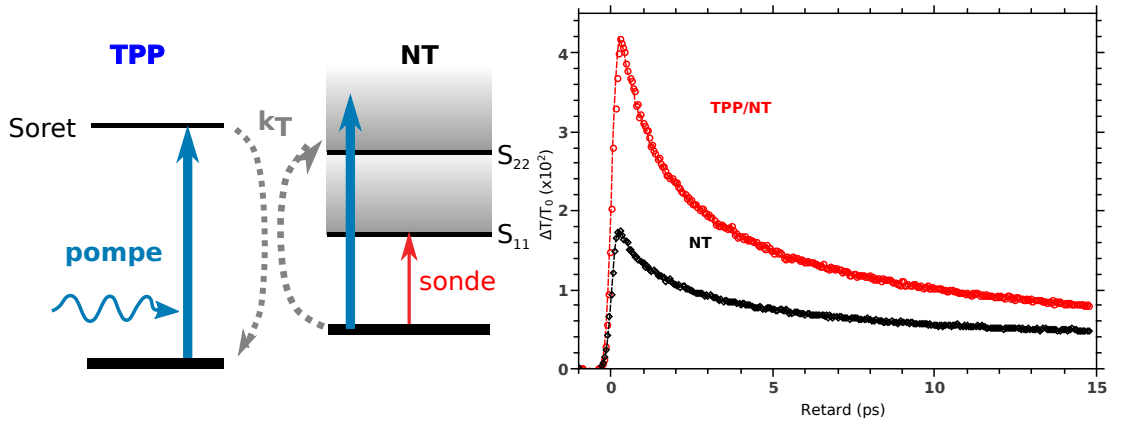 TPP
NT
Soret
kT
S22
S11
pompe
sonde
4
3
2
1
0
ΔT/T0 (x10²)
TPP/NT
NT
0
5
10
15
Retard (ps)